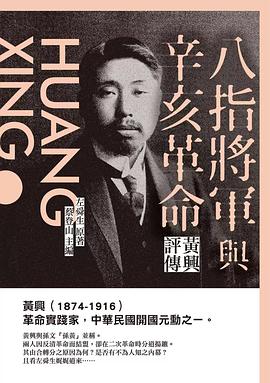 八指將軍與
辛亥革命
黃興
評傳
HUANG
XING
左舜生 原著
蔡登山 主編
黃興(1874-1916)
革命實踐家，中華民國開國元勳之一。
黃興與孫文『孫黃』並稱。
兩人因反清革命而結盟，卻在二次革命時分道揚鑣。
其由合轉分之原因為何？是否有不為人知之內幕？
且看左舜生娓娓道來……